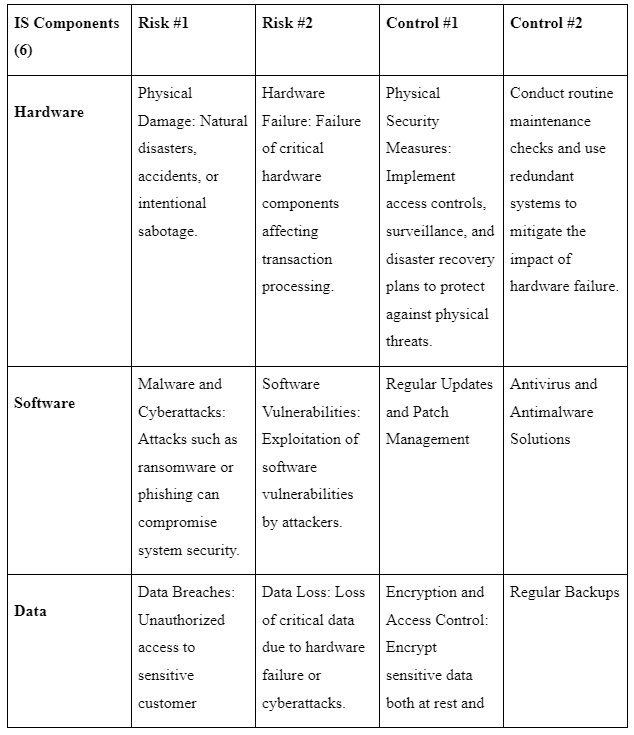 IS Components (6)
Risk #1
Risk #2
Control #1
Control #2
Hardware
Physical
Damage: Natural
disasters,
accidents, or
intentional
sabotage.
Hardware
Failure: Failure
of critical
hardware
components
affecting
transaction
processing.
Physical
Security
Measures:
Implement
access controls,
surveillance, and
disaster recovery
plans to protect
against physical
threats.
Conduct routine
maintenance
checks and use
redundant
systems to
mitigate the
impact of
hardware failure.
Software
Malware and
Cyberattacks:
Attacks such as
ransomware or
phishing can
compromise
system security.
Software
Vulnerabilities:
Exploitation of
software
vulnerabilities
by attackers.
Regular Updates
and Patch
Management
Antivirus and
Antimalware
Solutions
Data
Data Breaches:
Unauthorized
access to
sensitive
customer
Data Loss: Loss
of critical data
due to hardware
failure or
cyberattacks.
Encryption and
Access Control:
Encrypt
sensitive data
both at rest and
Regular Backups